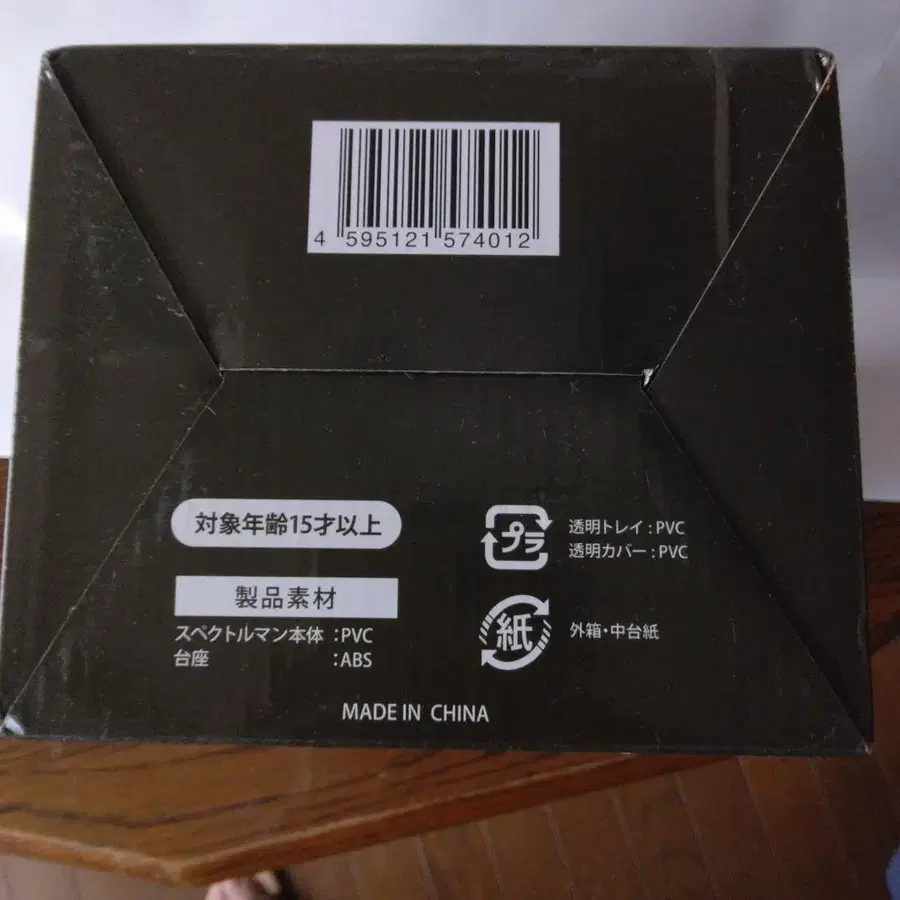 4 595121 574012
対象年齢15才以上
製品素材
スペクトルマン本体 :PVC
台座 :ABS
プラ
透明トレイ:PVC
透明カバー:PVC
紙
外箱・中台紙
MADE IN CHINA